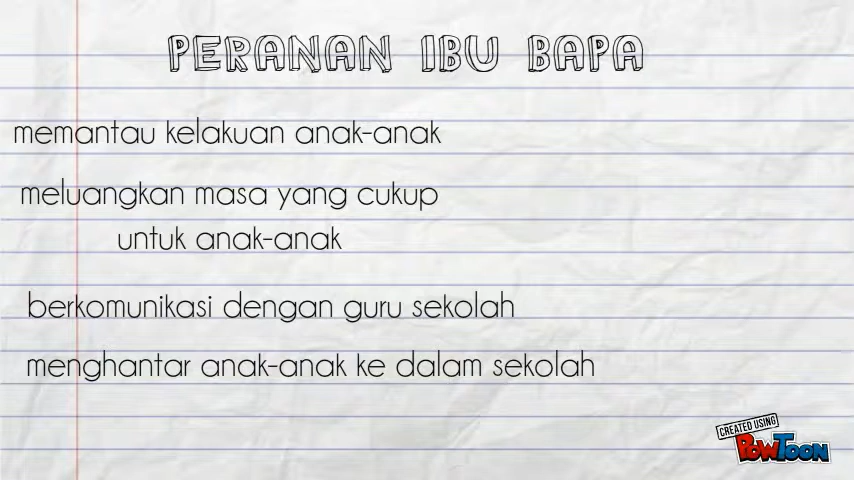 PERANAN IBU BAPA
memantau kelakuan anak-anak
meluangkan masa yang cukup
untuk anak-anak
berkomunikasi dengan guru sekolah
menghantar anak-anak ke dalam sekolah
CREATED USING
POWTOON